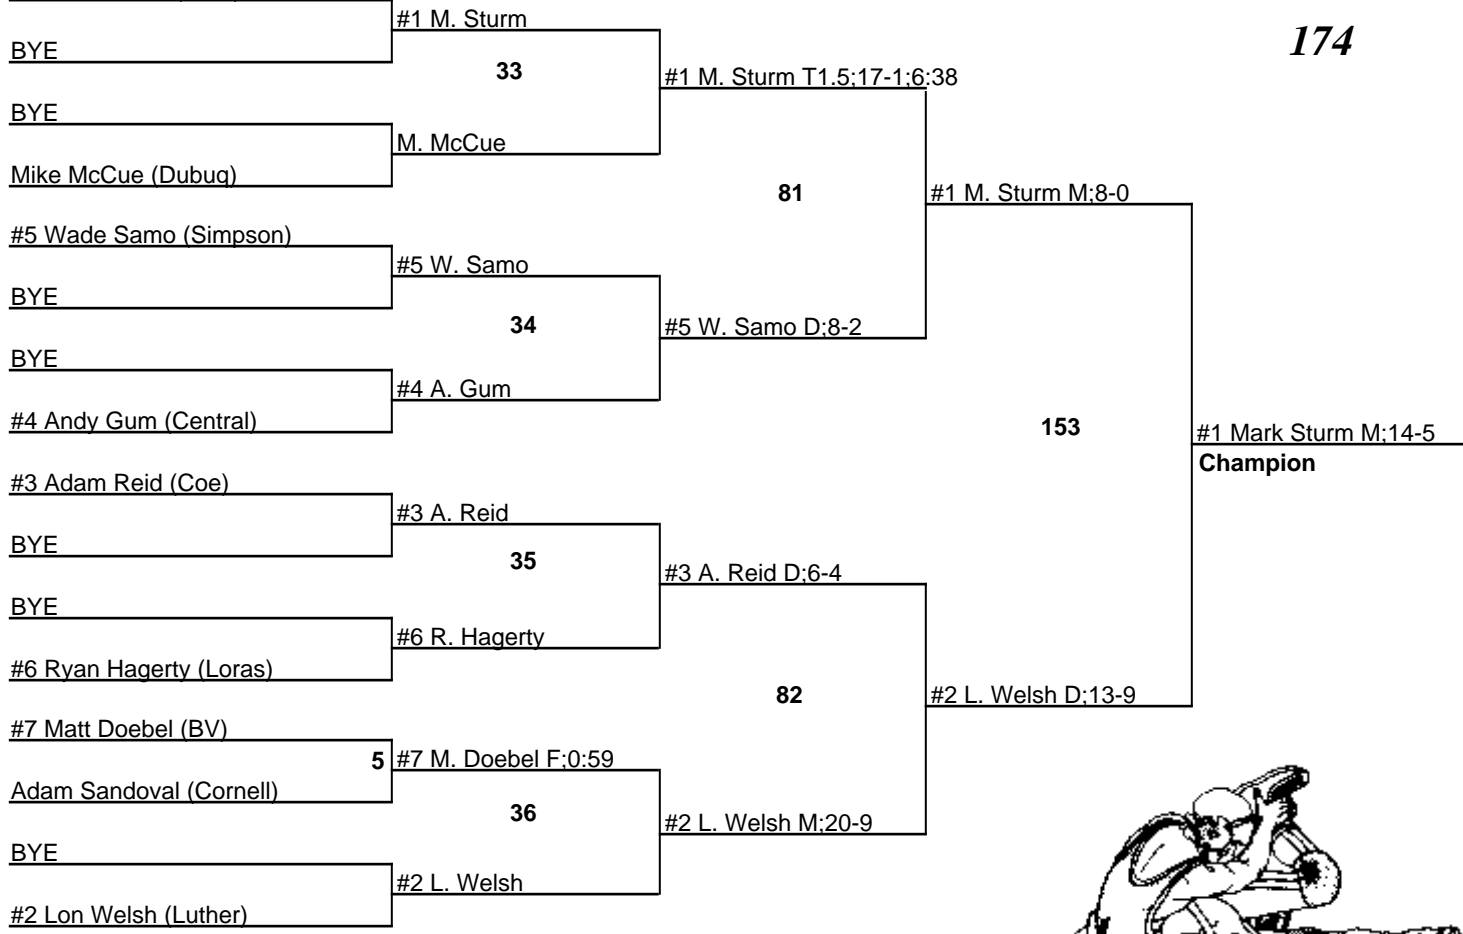 #1 M. Sturm
174
BYE
33
#1 M. Sturm T1.5;17-1;6:38
BYE
M. McCue
Mike McCue (Dubuq)
81
#1 M. Sturm M;8-0
#5 Wade Samo (Simpson)
#5 W. Samo
BYE
34
#5 W. Samo D;8-2
BYE
#4 A. Gum
#4 Andy Gum (Central)
153
#1 Mark Sturm M;14-5
Champion
#3 Adam Reid (Coe)
#3 A. Reid
BYE
35
#3 A. Reid D;6-4
BYE
#6 R. Hagerty
#6 Ryan Hagerty (Loras)
82
#2 L. Welsh D;13-9
#7 Matt Doebel (BV)
5
#7 M. Doebel F;0:59
Adam Sandoval (Cornell)
36
#2 L. Welsh M;20-9
BYE
#2 L. Welsh
#2 Lon Welsh (Luther)